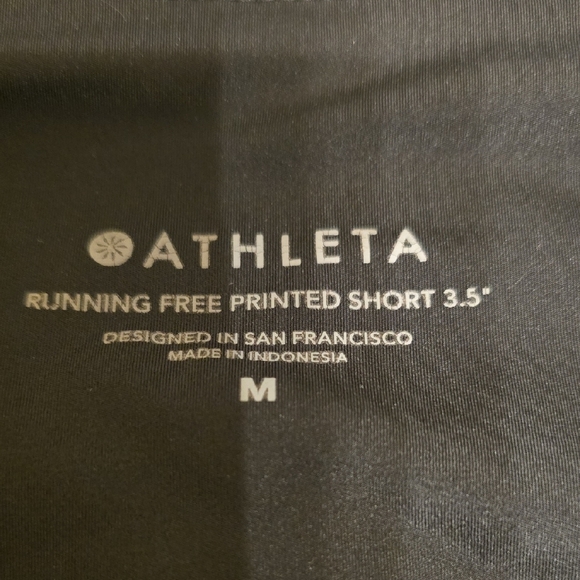 ATHLETA
RUNNING FREE PRINTED SHORT 3.5"
DESIGNED IN SAN FRANCISCO
MADE IN INDONESIA
M